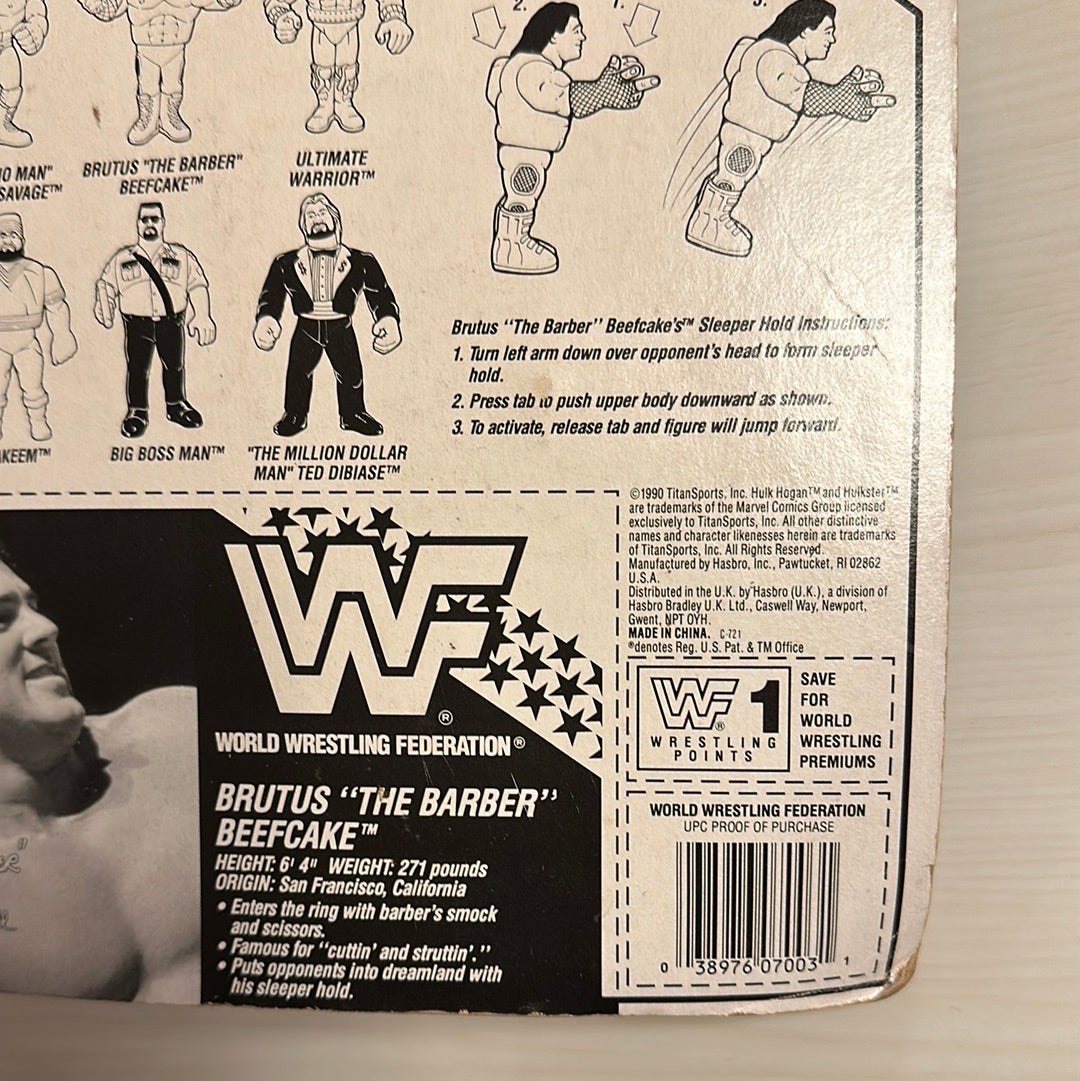 2.
1.
3.
"MACHO MAN"
SAVAGE™
BRUTUS "THE BARBER"
BEEFCAKE™
ULTIMATE
WARRIOR™
AKEEM™
BIG BOSS MAN™
"THE MILLION DOLLAR
MAN" TED DIBIASE™
Brutus "The Barber" Beefcake's™ Sleeper Hold Instructions:
1. Turn left arm down over opponent's head to form sleeper
hold.
2. Press tab to push upper body downward as shown.
3. To activate, release tab and figure will jump forward.
©1990 TitanSports, Inc. Hulk Hogan™ and Hulkster™
are trademarks of the Marvel Comics Group licensed
exclusively to TitanSports, Inc. All other distinctive
names and character likenesses herein are trademarks
of TitanSports, Inc. All Rights Reserved.
Manufactured by Hasbro, Inc., Pawtucket, RI 02862
U.S.A.
Distributed in the U.K. by Hasbro (U.K.), a division of
Hasbro Bradley U.K. Ltd., Caswell Way, Newport,
Gwent, NPT OYH.
MADE IN CHINA. C-721
®denotes Reg. U.S. Pat. & TM Office
WF®
WORLD WRESTLING FEDERATION®
BRUTUS "THE BARBER"
BEEFCAKE™
HEIGHT: 6' 4" WEIGHT: 271 pounds
ORIGIN: San Francisco, California
• Enters the ring with barber's smock
and scissors.
• Famous for "cuttin' and struttin'."
• Puts opponents into dreamland with
his sleeper hold.
WF® 1
WRESTLING
POINTS
SAVE
FOR
WORLD
WRESTLING
PREMIUMS
WORLD WRESTLING FEDERATION
UPC PROOF OF PURCHASE
0 38976 07003 1